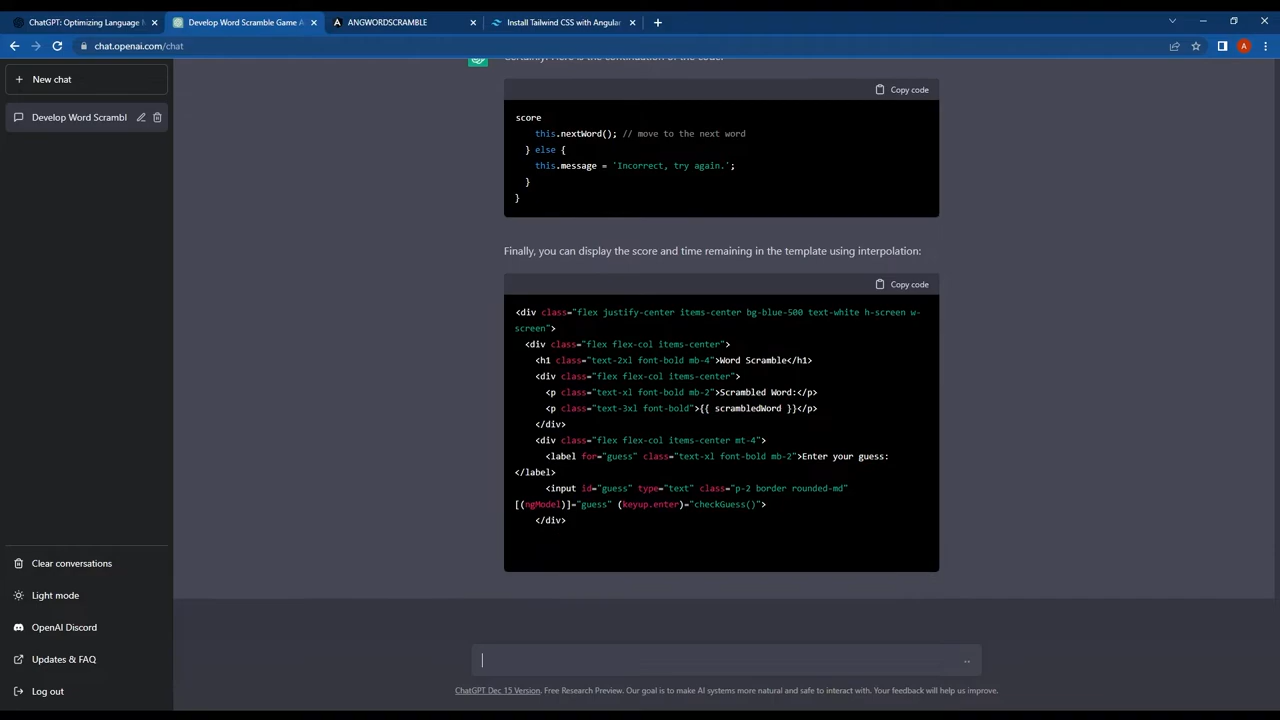 ChatGPT: Optimizing Language M
Develop Word Scramble Game A
ANGWORDSCRAMBLE
Install Tailwind CSS with Angular
chat.openai.com/chat
A
New chat
Develop Word Scrambl
Certainly! Here is the continuation of the code:
Copy code
score
this.nextWord(); // move to the next word
} else {
this.message = 'Incorrect, try again.';
}
}
Finally, you can display the score and time remaining in the template using interpolation:
Copy code
<div class="flex justify-center items-center bg-blue-500 text-white h-screen w-
screen">
<div class="flex flex-col items-center">
<h1 class="text-2xl font-bold mb-4">Word Scramble</h1>
<div class="flex flex-col items-center">
<p class="text-xl font-bold mb-2">Scrambled Word:</p>
<p class="text-3xl font-bold">{{ scrambledWord }}</p>
</div>
<div class="flex flex-col items-center mt-4">
<label for="guess" class="text-xl font-bold mb-2">Enter your guess:
</label>
<input id="guess" type="text" class="p-2 border rounded-md"
[(ngModel)]="guess" (keyup.enter)="checkGuess()">
</div>
Clear conversations
Light mode
OpenAI Discord
Updates & FAQ
Log out
ChatGPT Dec 15 Version. Free Research Preview. Our goal is to make AI systems more natural and safe to interact with. Your feedback will help us improve.